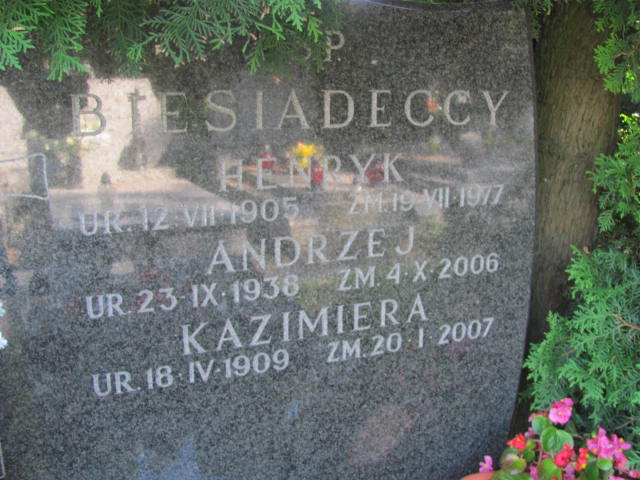 ŚP
BIESIADECCY
HENRYK
UR. 12·VII·1905 ZM. 19·VII·1977
ANDRZEJ
UR. 23·IX·1938 ZM. 4·X·2006
KAZIMIERA
UR. 18·IV·1909 ZM. 20·I·2007